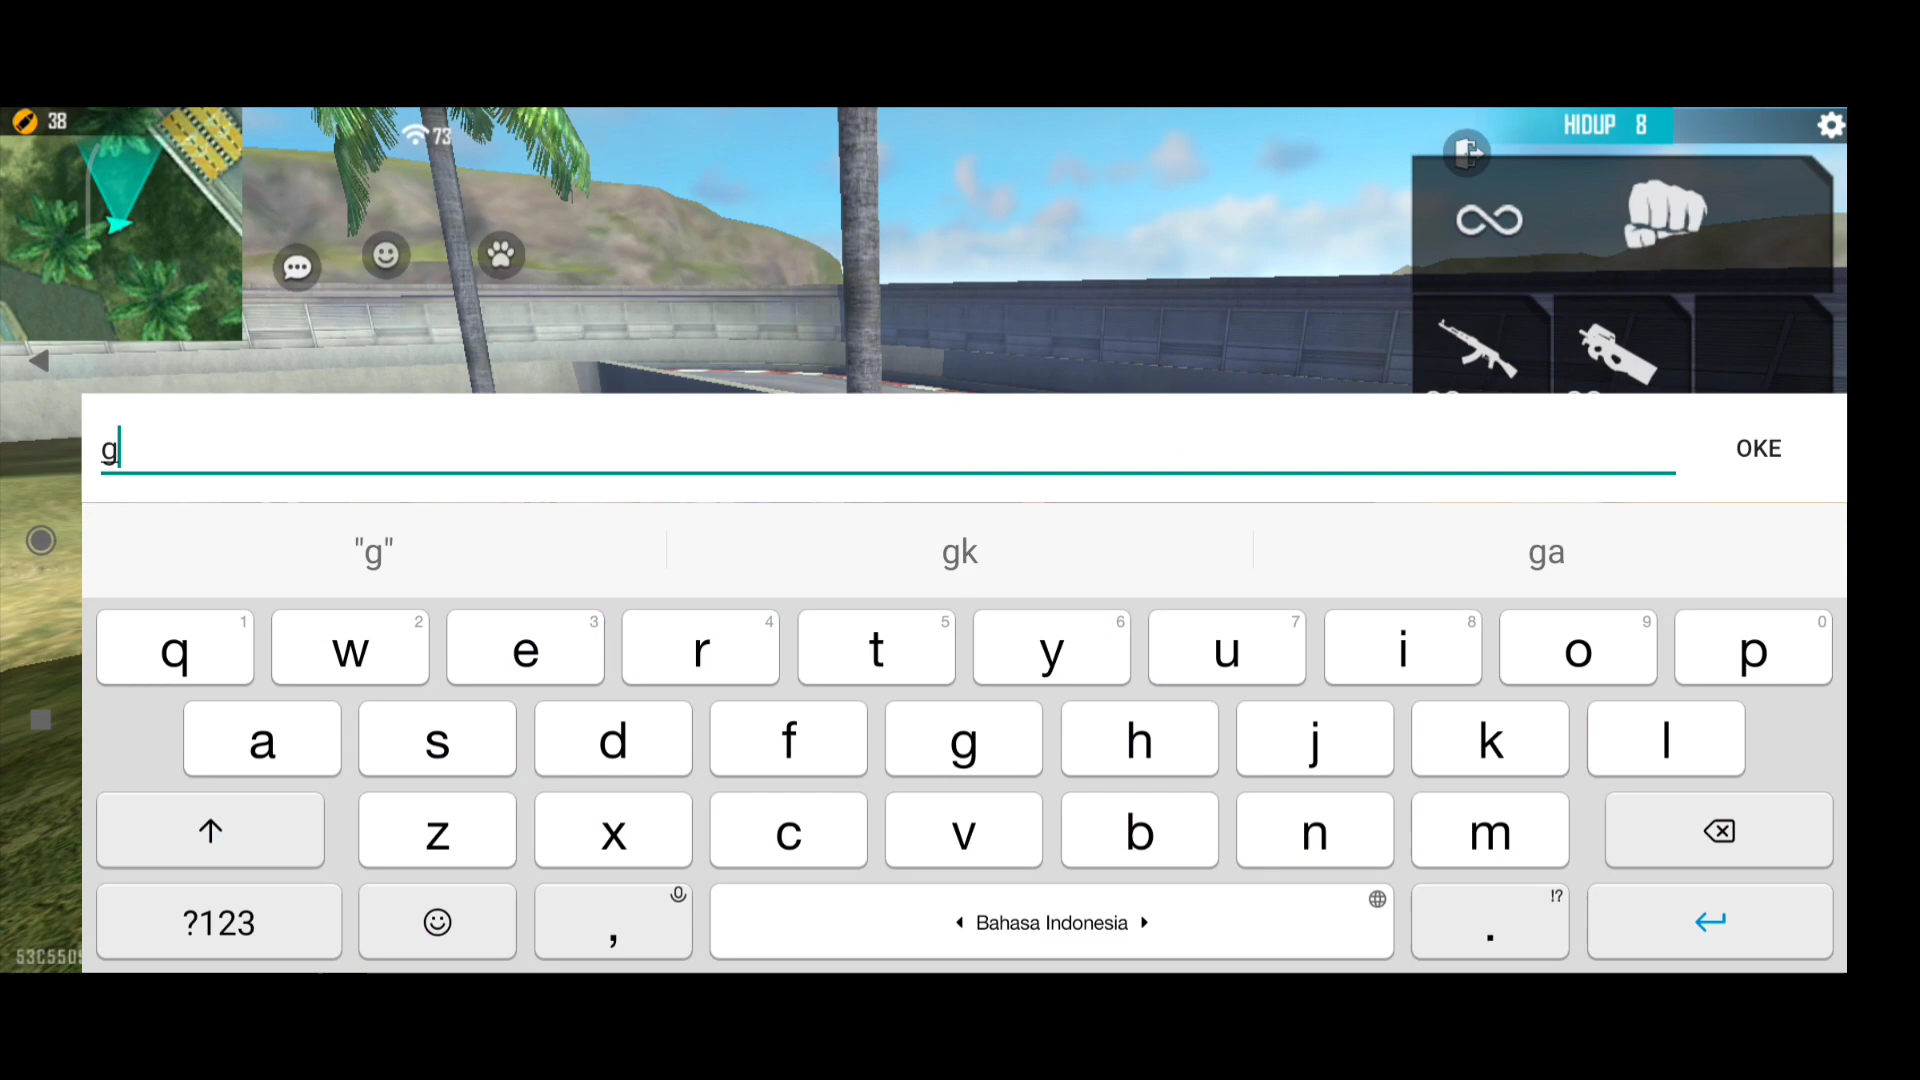 38
73
HIDUP 8
g
OKE
"g" gk ga
1 2 3 4 5 6 7 8 9 0
q w e r t y u i o p
a s d f g h j k l
z x c v b n m
!?
?123 , Bahasa Indonesia .